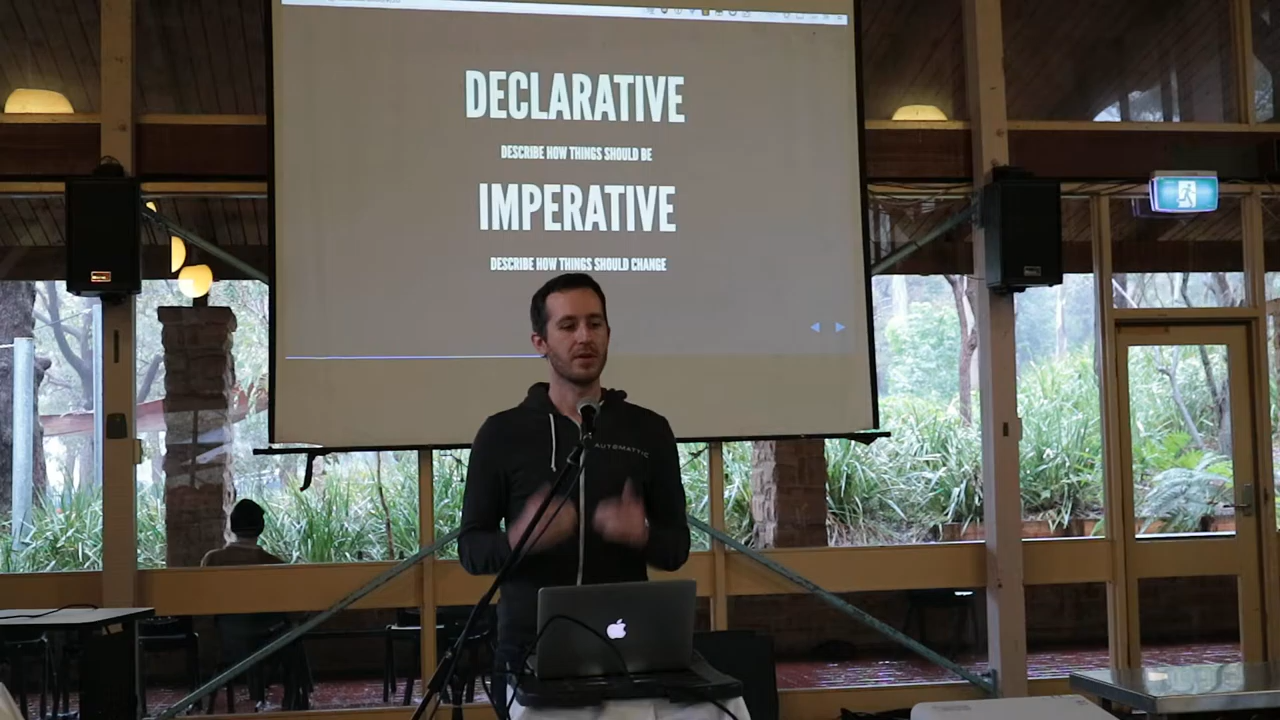 DECLARATIVE
DESCRIBE HOW THINGS SHOULD BE
IMPERATIVE
DESCRIBE HOW THINGS SHOULD CHANGE
AUTOMATTIC